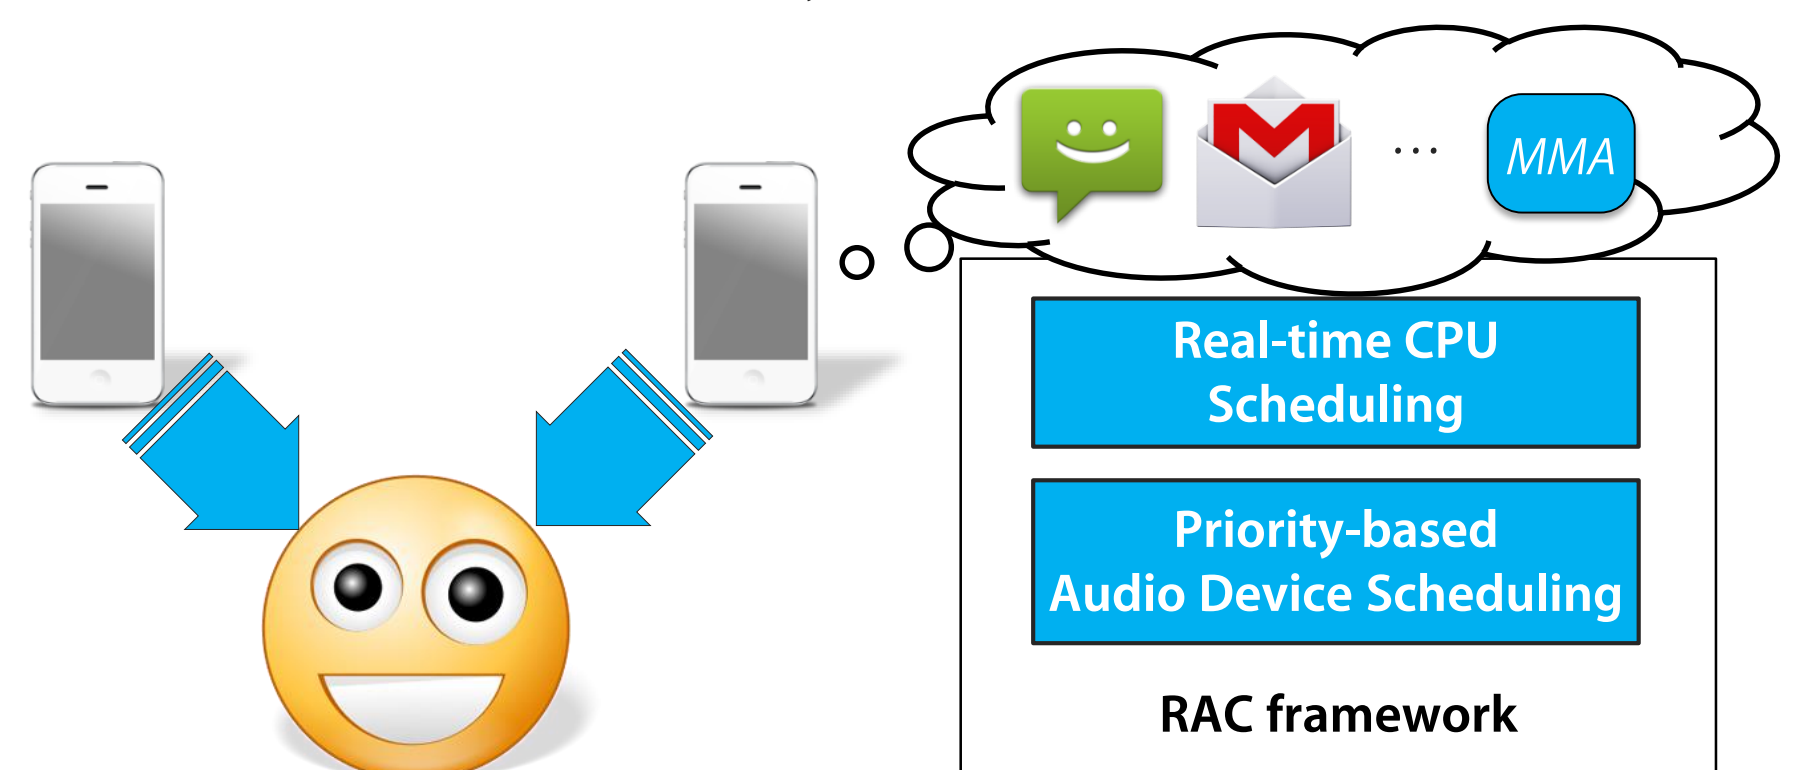 … MMA
Real-time CPU
Scheduling
Priority-based
Audio Device Scheduling
RAC framework